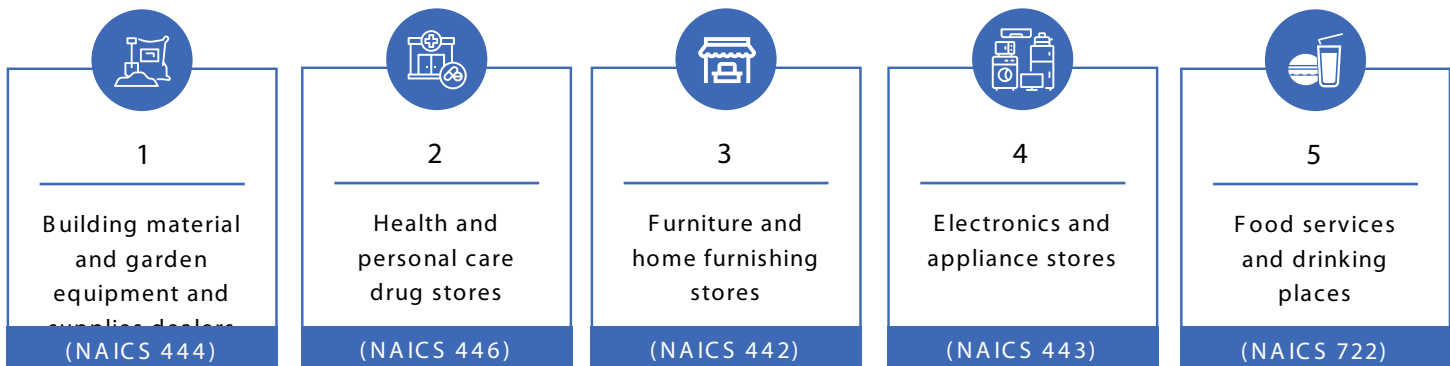 1
Building material
and garden
equipment and
supplies dealers
(NAICS 444)
2
Health and
personal care
drug stores
(NAICS 446)
3
Furniture and
home furnishing
stores
(NAICS 442)
4
Electronics and
appliance stores
(NAICS 443)
5
Food services
and drinking
places
(NAICS 722)